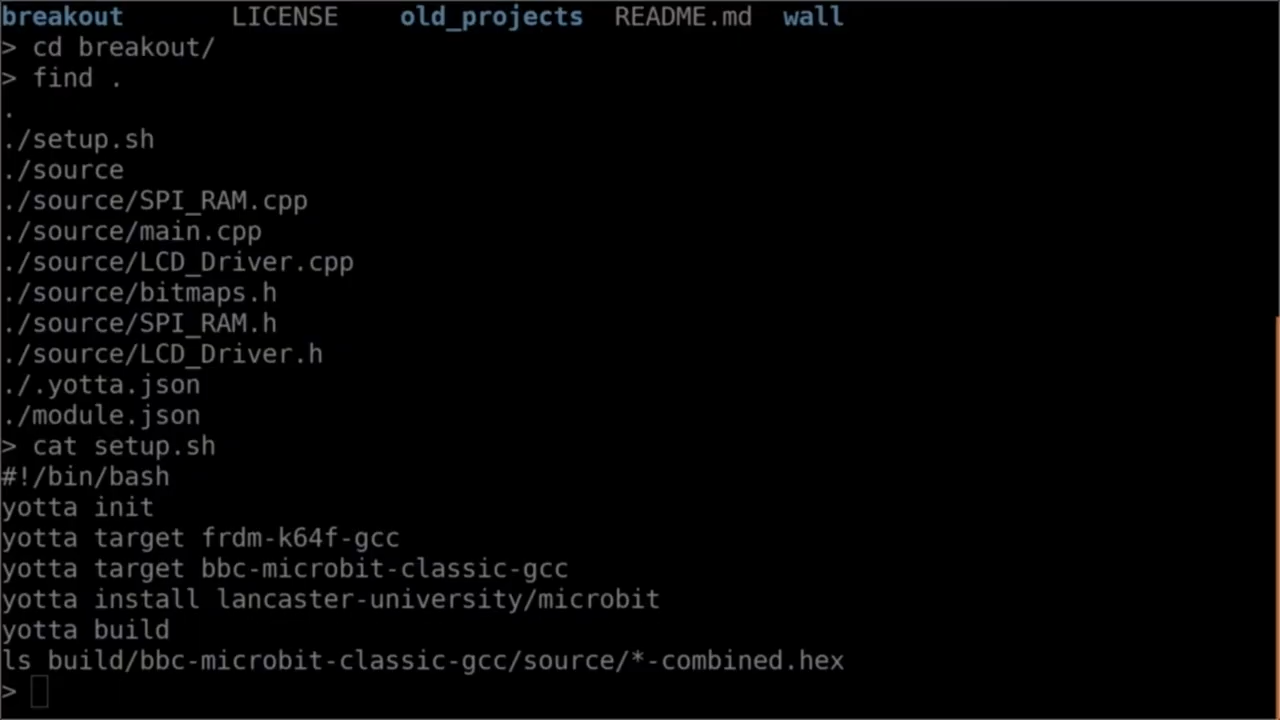 breakout       LICENSE    old_projects  README.md  wall
> cd breakout/
> find .
.
./setup.sh
./source
./source/SPI_RAM.cpp
./source/main.cpp
./source/LCD_Driver.cpp
./source/bitmaps.h
./source/SPI_RAM.h
./source/LCD_Driver.h
./.yotta.json
./module.json
> cat setup.sh
#!/bin/bash
yotta init
yotta target frdm-k64f-gcc
yotta target bbc-microbit-classic-gcc
yotta install lancaster-university/microbit
yotta build
ls build/bbc-microbit-classic-gcc/source/*-combined.hex
>